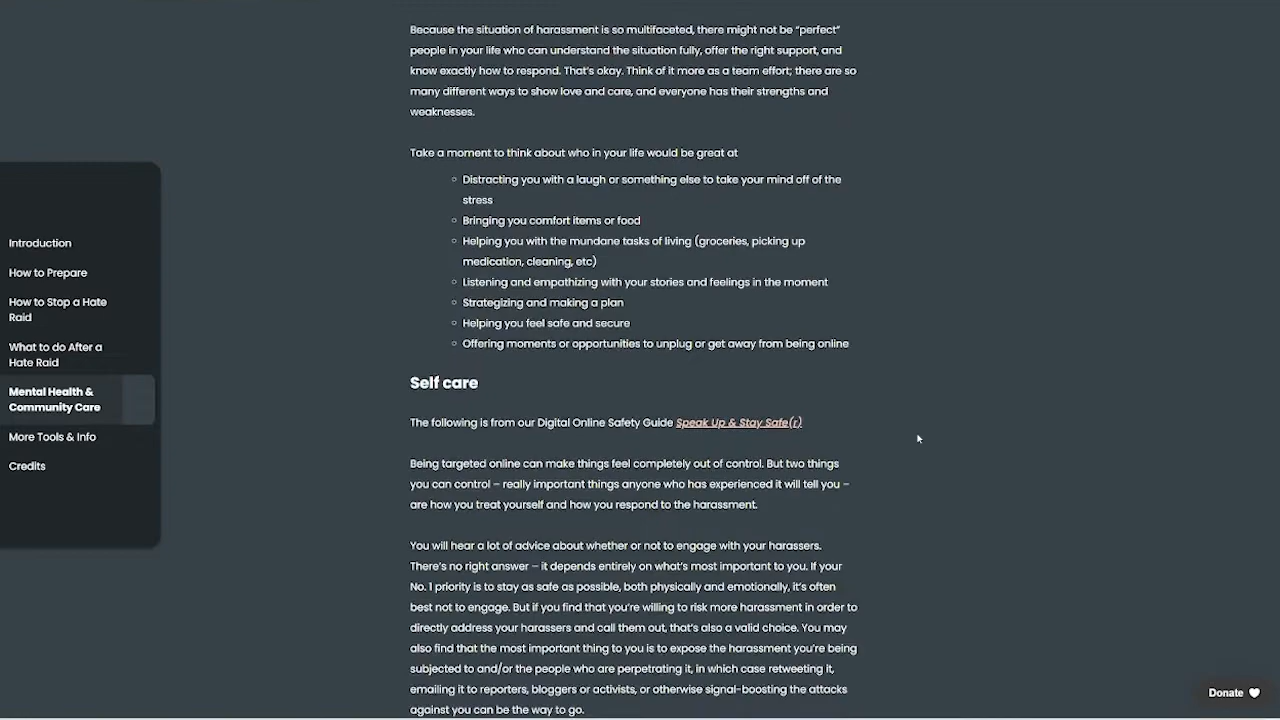 Because the situation of harassment is so multifaceted, there might not be “perfect”
people in your life who can understand the situation fully, offer the right support, and
know exactly how to respond. That’s okay. Think of it more as a team effort; there are so
many different ways to show love and care, and everyone has their strengths and
weaknesses.
Take a moment to think about who in your life would be great at
Distracting you with a laugh or something else to take your mind off of the
stress
Bringing you comfort items or food
Helping you with the mundane tasks of living (groceries, picking up
medication, cleaning, etc)
Listening and empathizing with your stories and feelings in the moment
Strategizing and making a plan
Helping you feel safe and secure
Offering moments or opportunities to unplug or get away from being online
Self care
The following is from our Digital Online Safety Guide Speak Up & Stay Safe(r)
Being targeted online can make things feel completely out of control. But two things
you can control – really important things anyone who has experienced it will tell you –
are how you treat yourself and how you respond to the harassment.
You will hear a lot of advice about whether or not to engage with your harassers.
There’s no right answer – it depends entirely on what’s most important to you. If your
No. 1 priority is to stay as safe as possible, both physically and emotionally, it’s often
best not to engage. But if you find that you’re willing to risk more harassment in order to
directly address your harassers and call them out, that’s also a valid choice. You may
also find that the most important thing to you is to expose the harassment you’re being
subjected to and/or the people who are perpetrating it, in which case retweeting it,
emailing it to reporters, bloggers or activists, or otherwise signal-boosting the attacks
against you can be the way to go.
Introduction
How to Prepare
How to Stop a Hate
Raid
What to do After a
Hate Raid
Mental Health &
Community Care
More Tools & Info
Credits
Donate